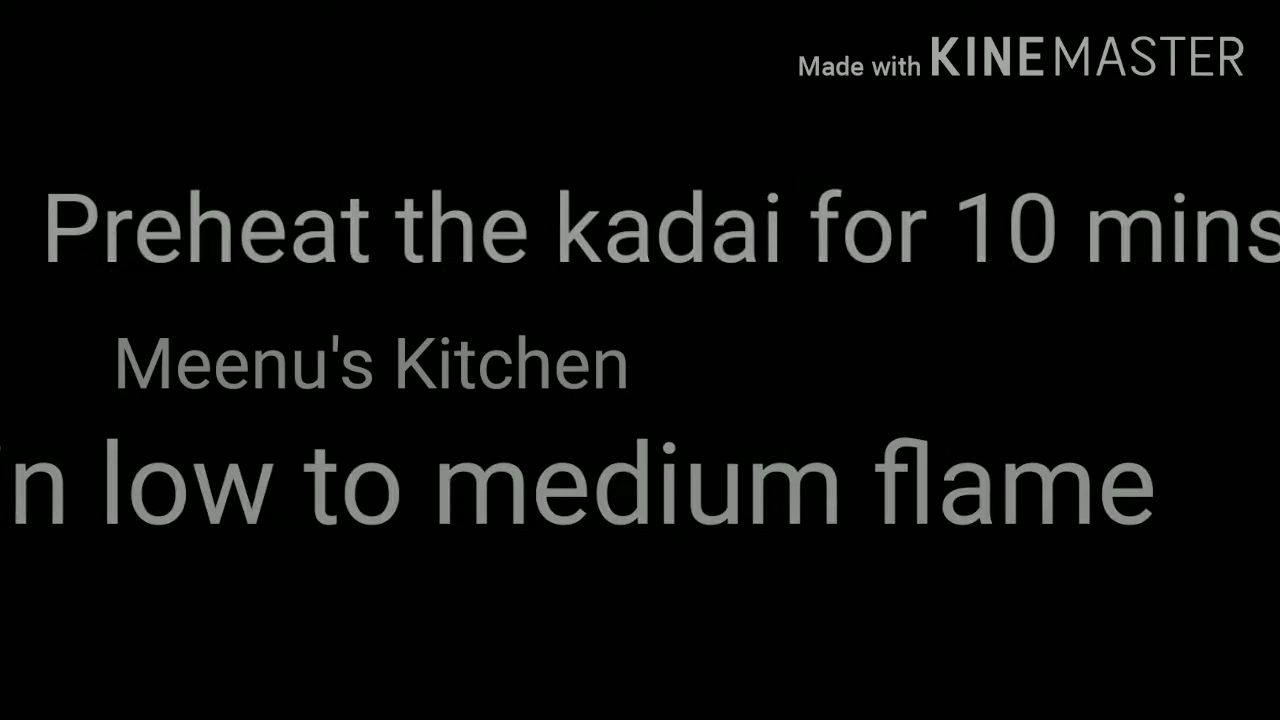 Made with KINEMASTER
Preheat the kadai for 10 mins
Meenu's Kitchen
in low to medium flame